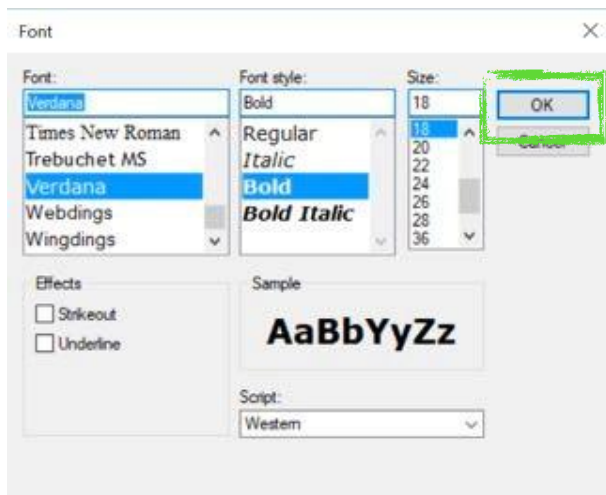 Font
Font:
Font style:
Size:
Verdana
Bold
18
OK
Cancel
Times New Roman
Trebuchet MS
Verdana
Webdings
Wingdings
Regular
Italic
Bold
Bold Italic
18
20
22
24
26
28
36
Effects
Strikeout
Underline
Sample
AaBbYyZz
Script:
Western